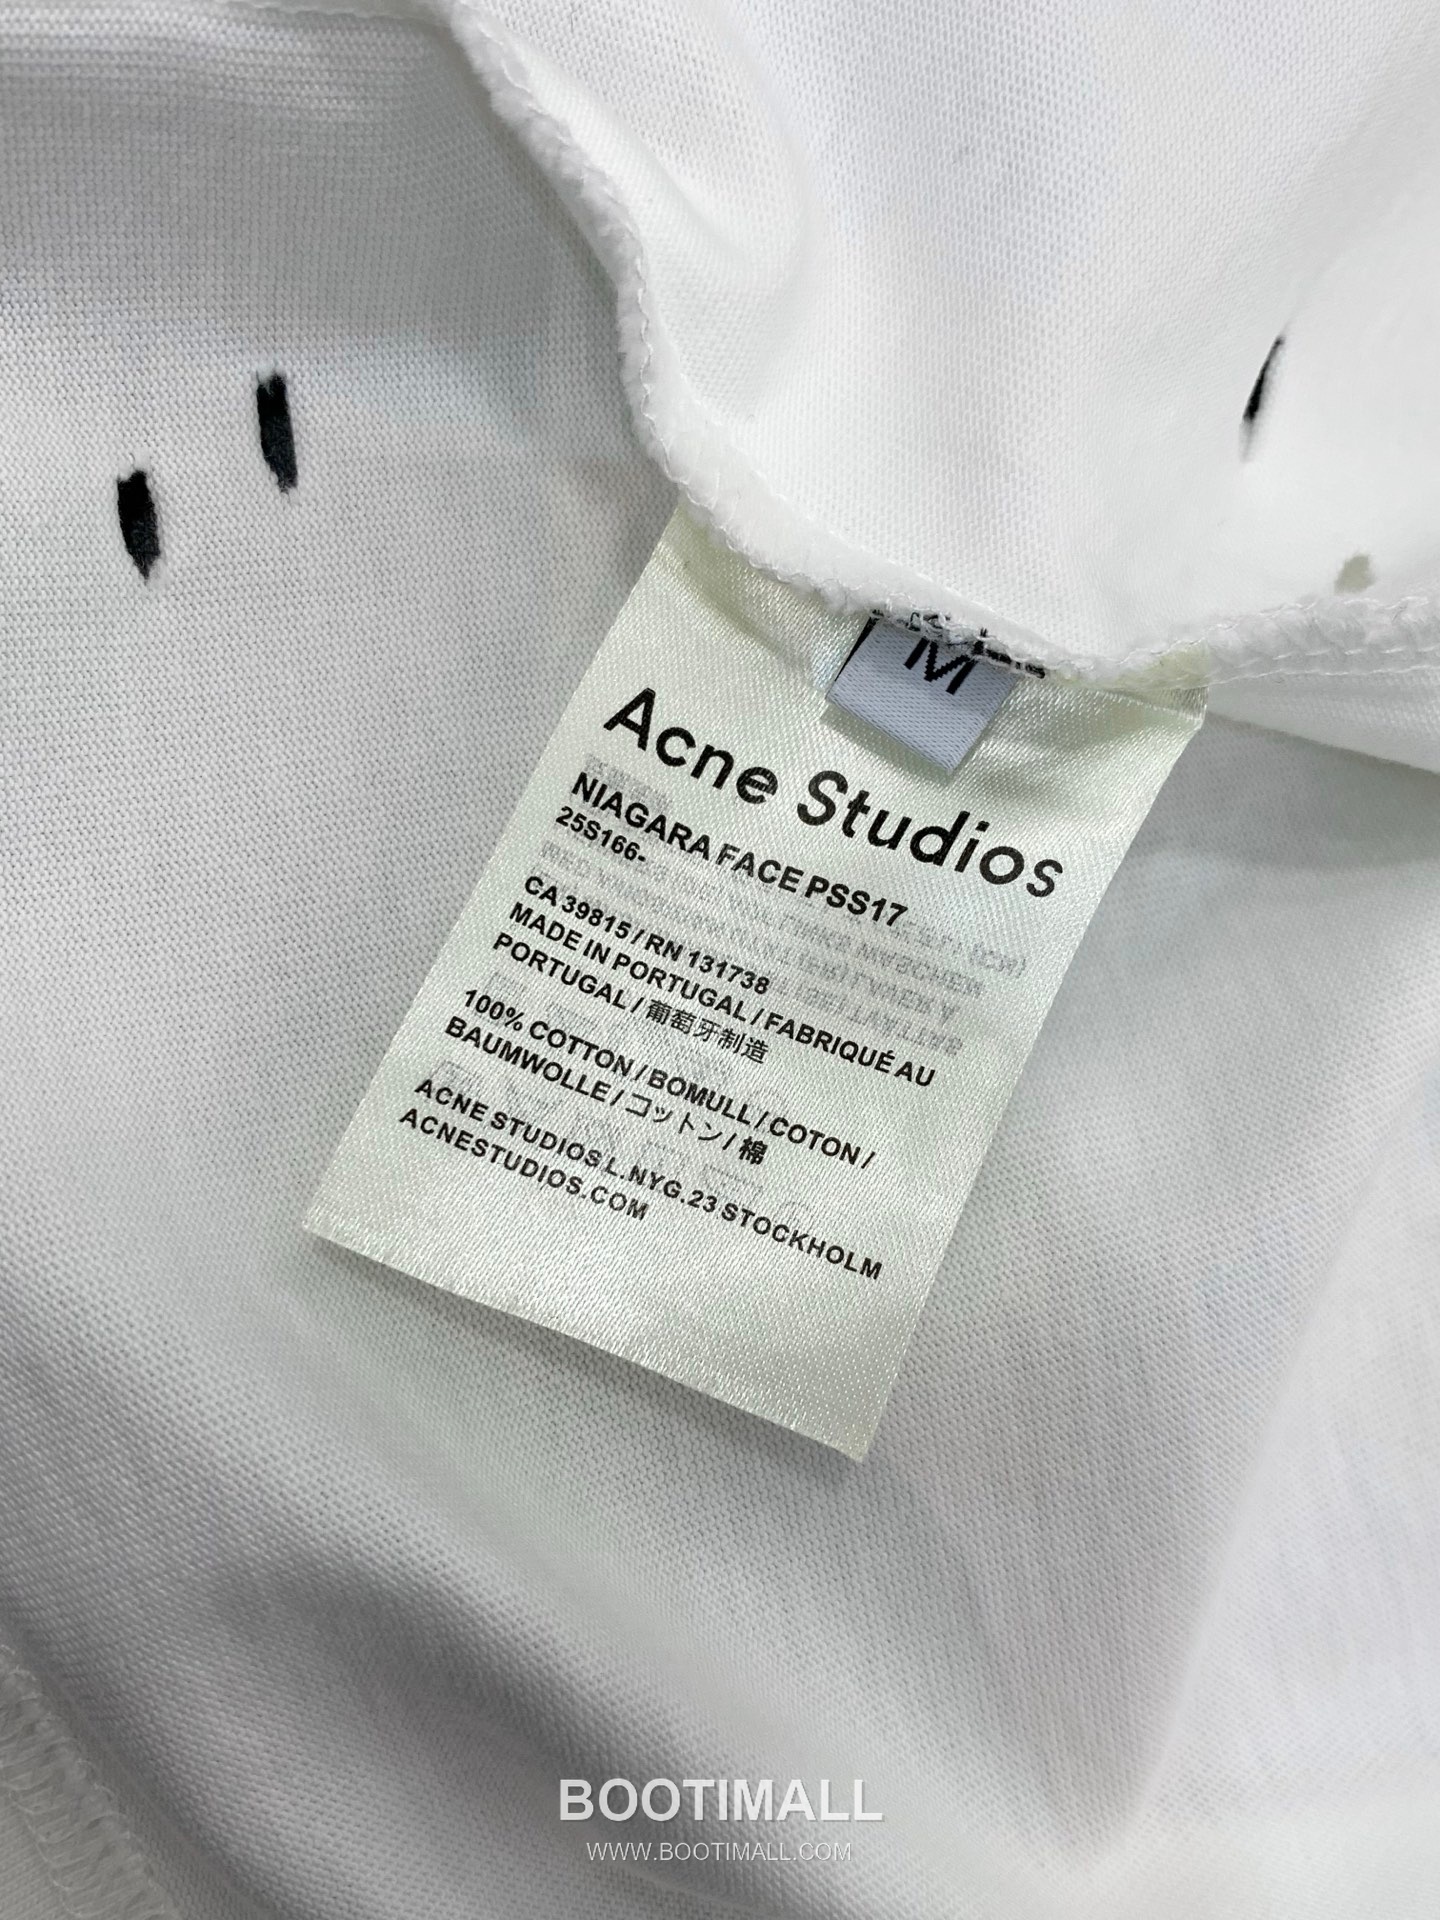 M
Acne Studios
NIAGARA FACE PSS17
25S166-
CA 39815 / RN 131738
MADE IN PORTUGAL / FABRIQUÉ AU
PORTUGAL / 葡萄牙制造
100% COTTON / BOMULL / COTON /
BAUMWOLLE / コットン / 棉
ACNE STUDIOS L.NYG.23 STOCKHOLM
ACNESTUDIOS.COM
BOOTIMALL
WWW.BOOTIMALL.COM